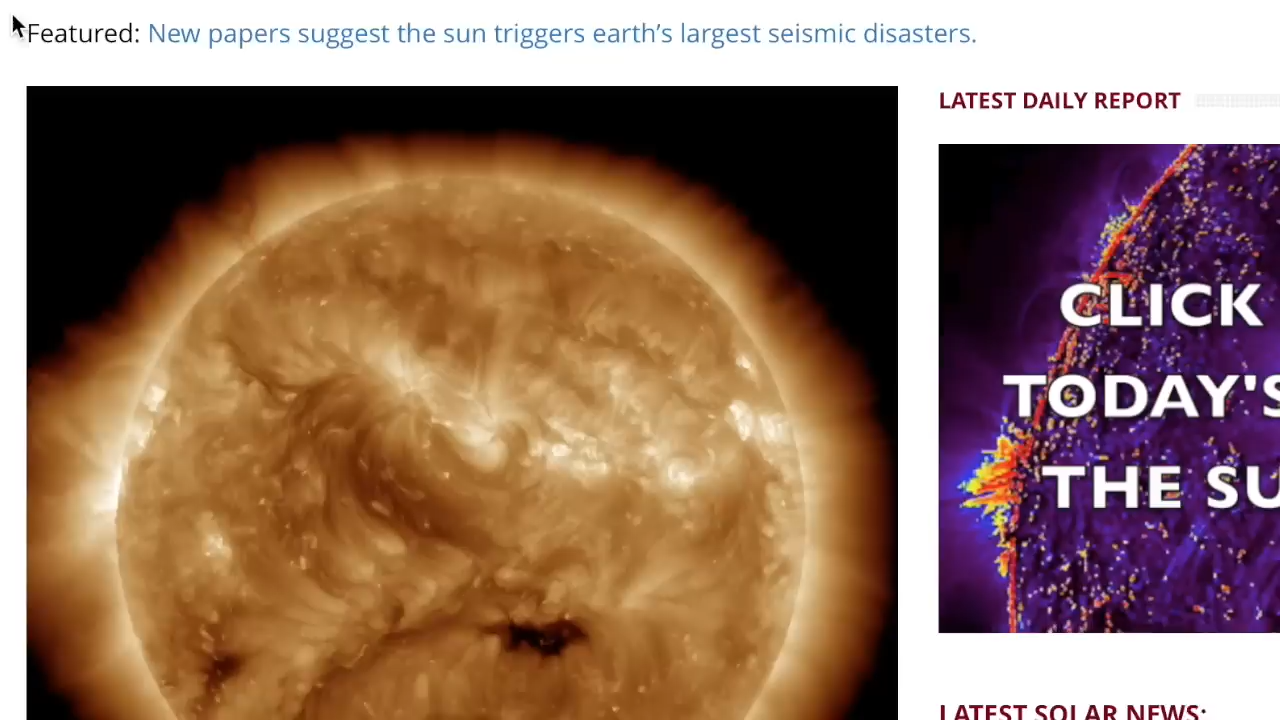 Featured: New papers suggest the sun triggers earth’s largest seismic disasters.
LATEST DAILY REPORT
CLICK
TODAY'S
THE SU
LATEST SOLAR NEWS: